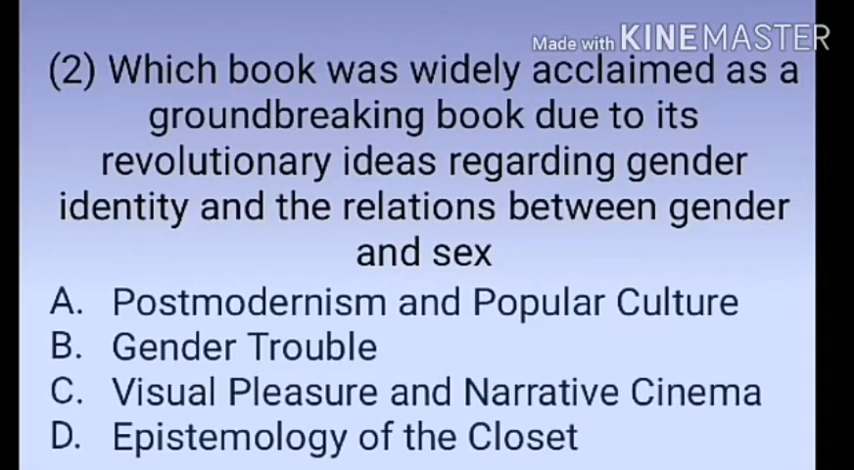 Made with KINEMASTER
(2) Which book was widely acclaimed as a
groundbreaking book due to its
revolutionary ideas regarding gender
identity and the relations between gender
and sex
A. Postmodernism and Popular Culture
B. Gender Trouble
C. Visual Pleasure and Narrative Cinema
D. Epistemology of the Closet